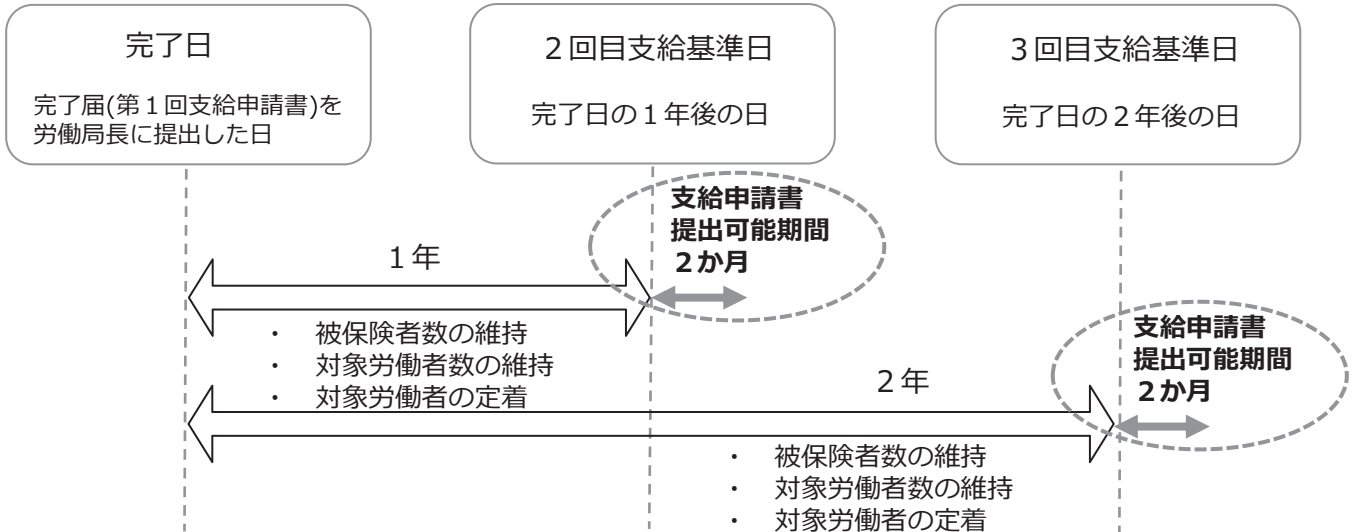 完了日
完了届(第１回支給申請書)を
労働局長に提出した日
２回目支給基準日
完了日の１年後の日
３回目支給基準日
完了日の２年後の日
支給申請書
提出可能期間
２か月
１年
・ 被保険者数の維持
・ 対象労働者数の維持
・ 対象労働者の定着
支給申請書
提出可能期間
２か月
２年
・ 被保険者数の維持
・ 対象労働者数の維持
・ 対象労働者の定着